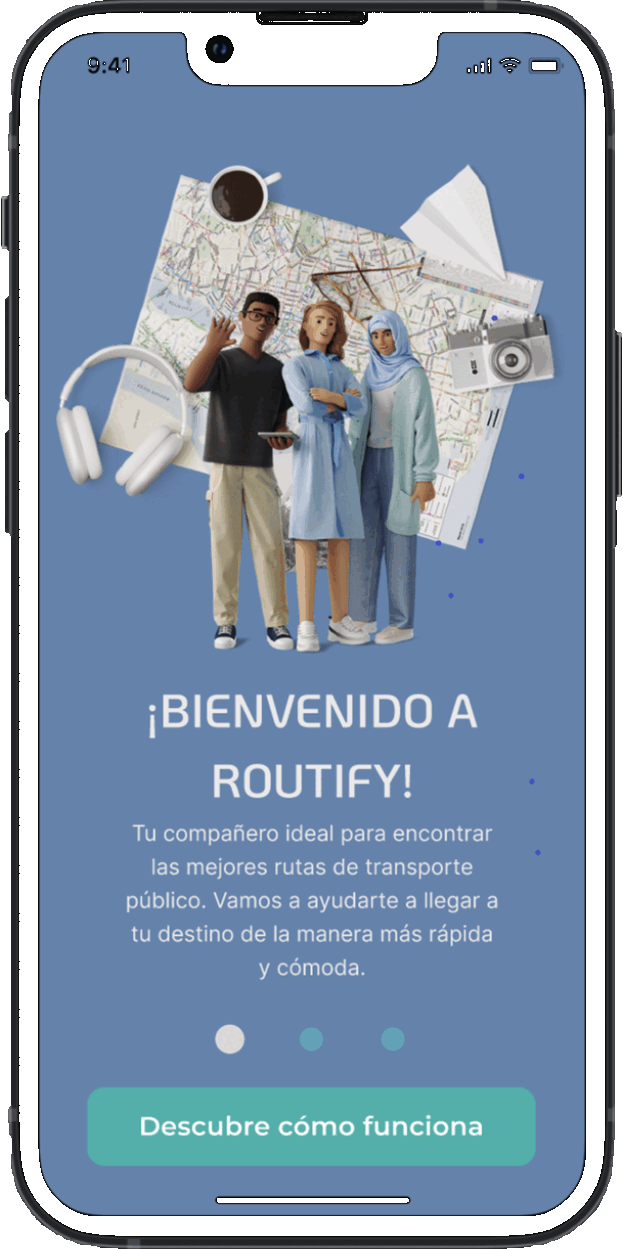 9:41
¡BIENVENIDO A
ROUTIFY!
Tu compañero ideal para encontrar
las mejores rutas de transporte
público. Vamos a ayudarte a llegar a
tu destino de la manera más rápida
y cómoda.
Descubre cómo funciona